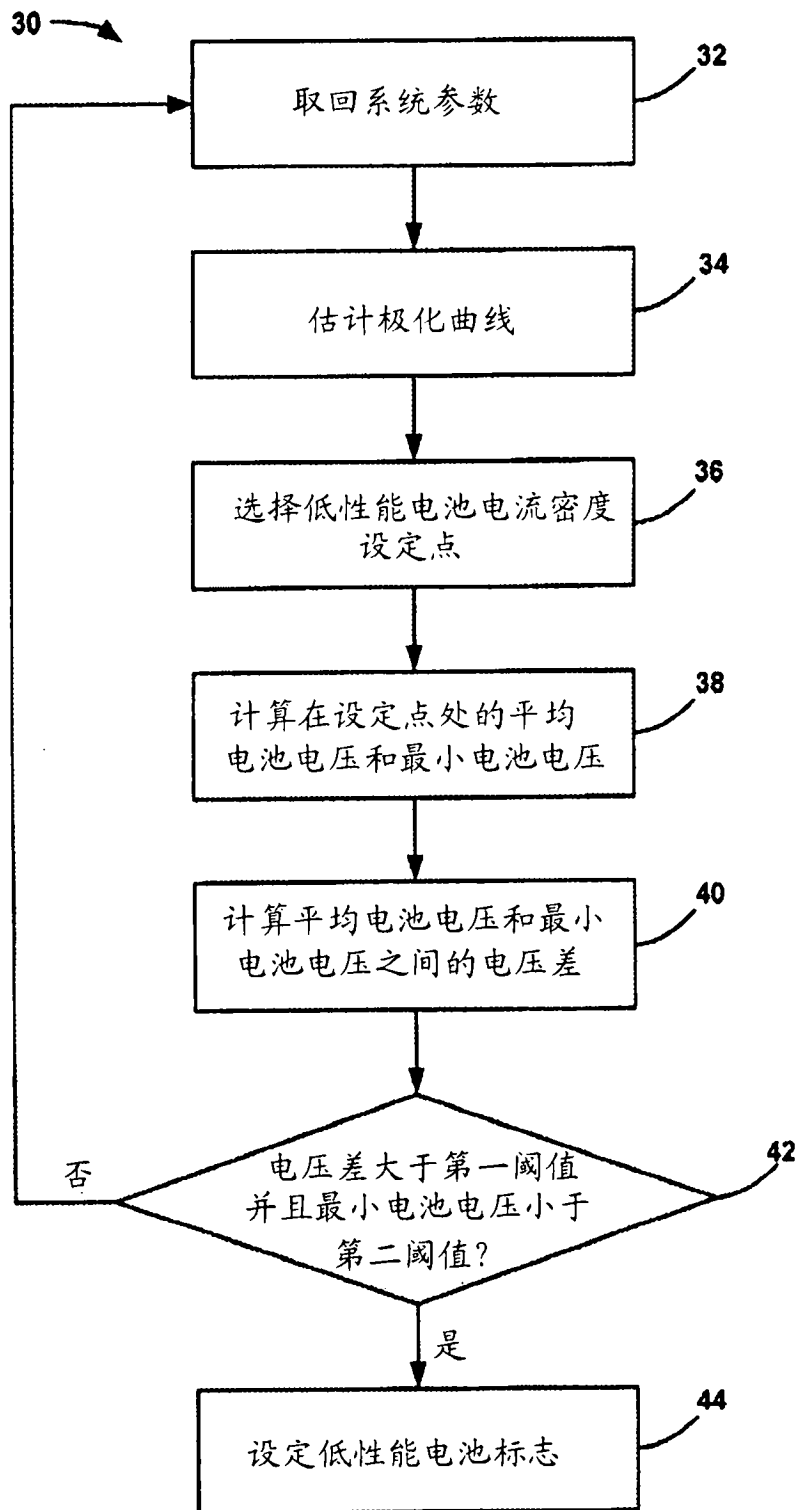 30
32
取回系统参数
34
估计极化曲线
36
选择低性能电池电流密度
设定点
38
计算在设定点处的平均
电池电压和最小电池电压
40
计算平均电池电压和最小
电池电压之间的电压差
42
否
电压差大于第一阈值
并且最小电池电压小于
第二阈值?
是
44
设定低性能电池标志